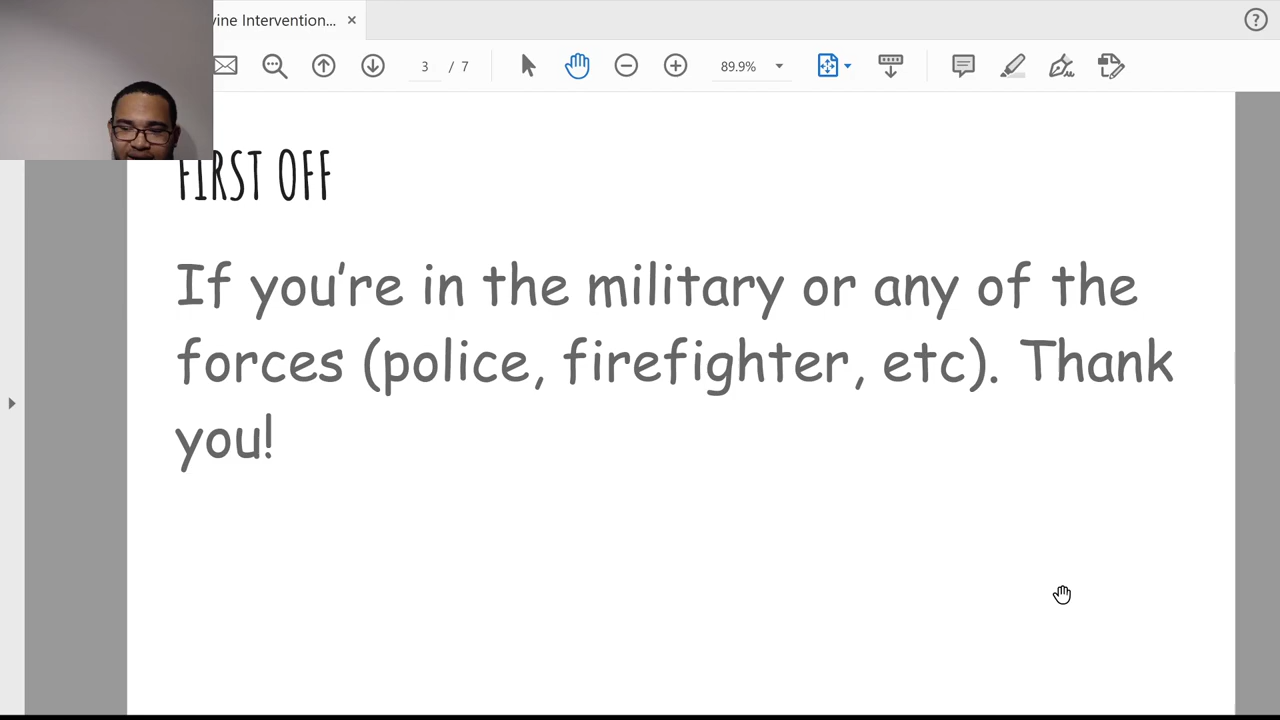 vine Intervention...
3 / 7
89.9%
FIRST OFF
If you're in the military or any of the
forces (police, firefighter, etc). Thank
you!